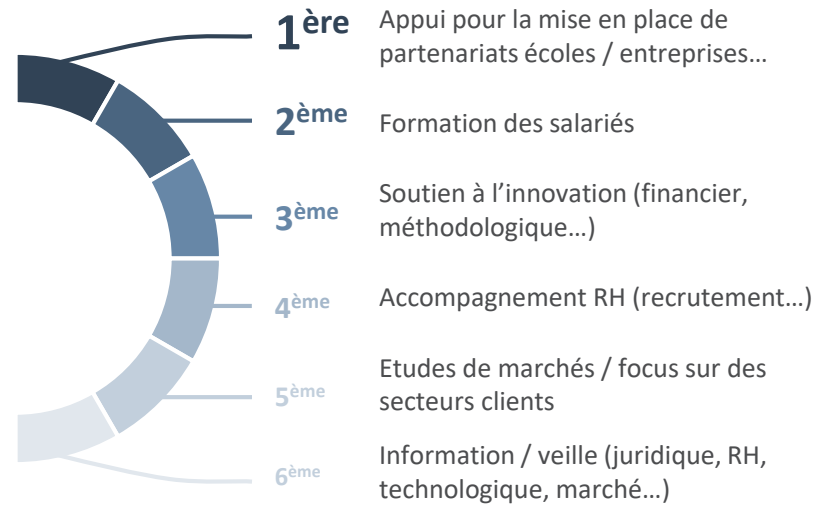 1ère
Appui pour la mise en place de
partenariats écoles / entreprises…
2ème
Formation des salariés
3ème
Soutien à l’innovation (financier,
méthodologique…)
4ème
Accompagnement RH (recrutement…)
5ème
Etudes de marchés / focus sur des
secteurs clients
6ème
Information / veille (juridique, RH,
technologique, marché…)